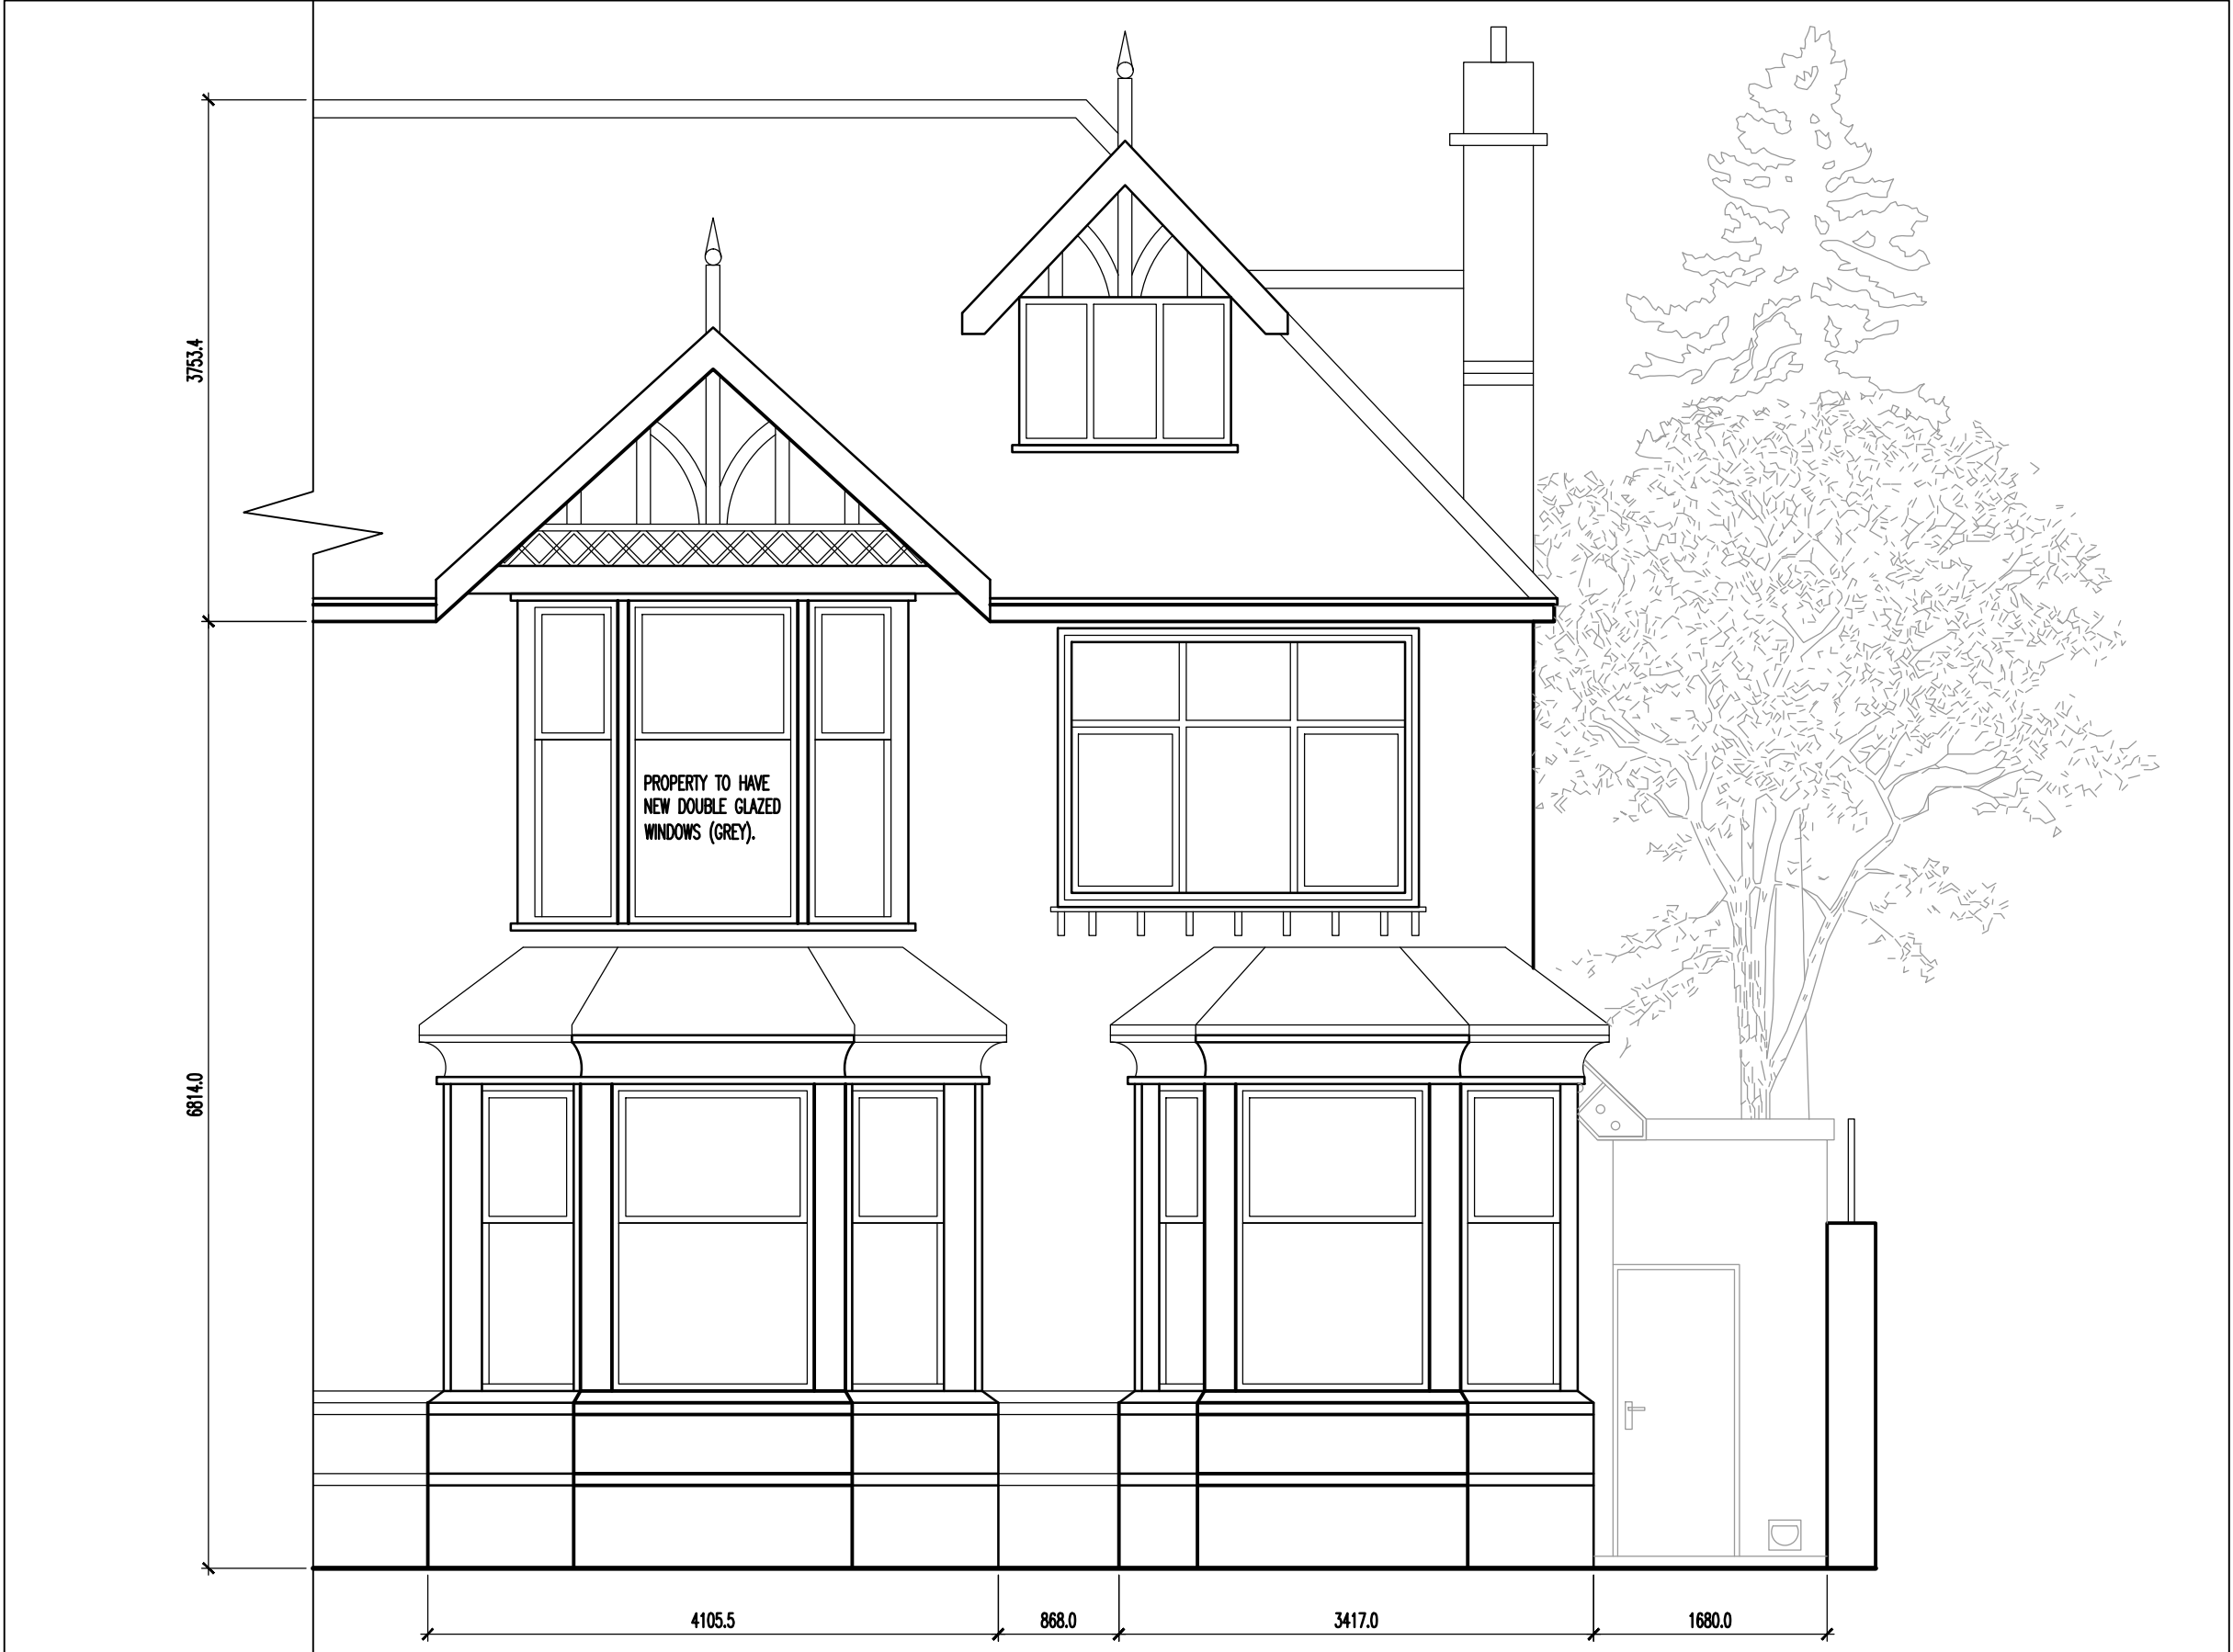 3753.4
PROPERTY TO HAVE
NEW DOUBLE GLAZED
WINDOWS (GREY).
6814.0
4105.5
868.0
3417.0
1680.0